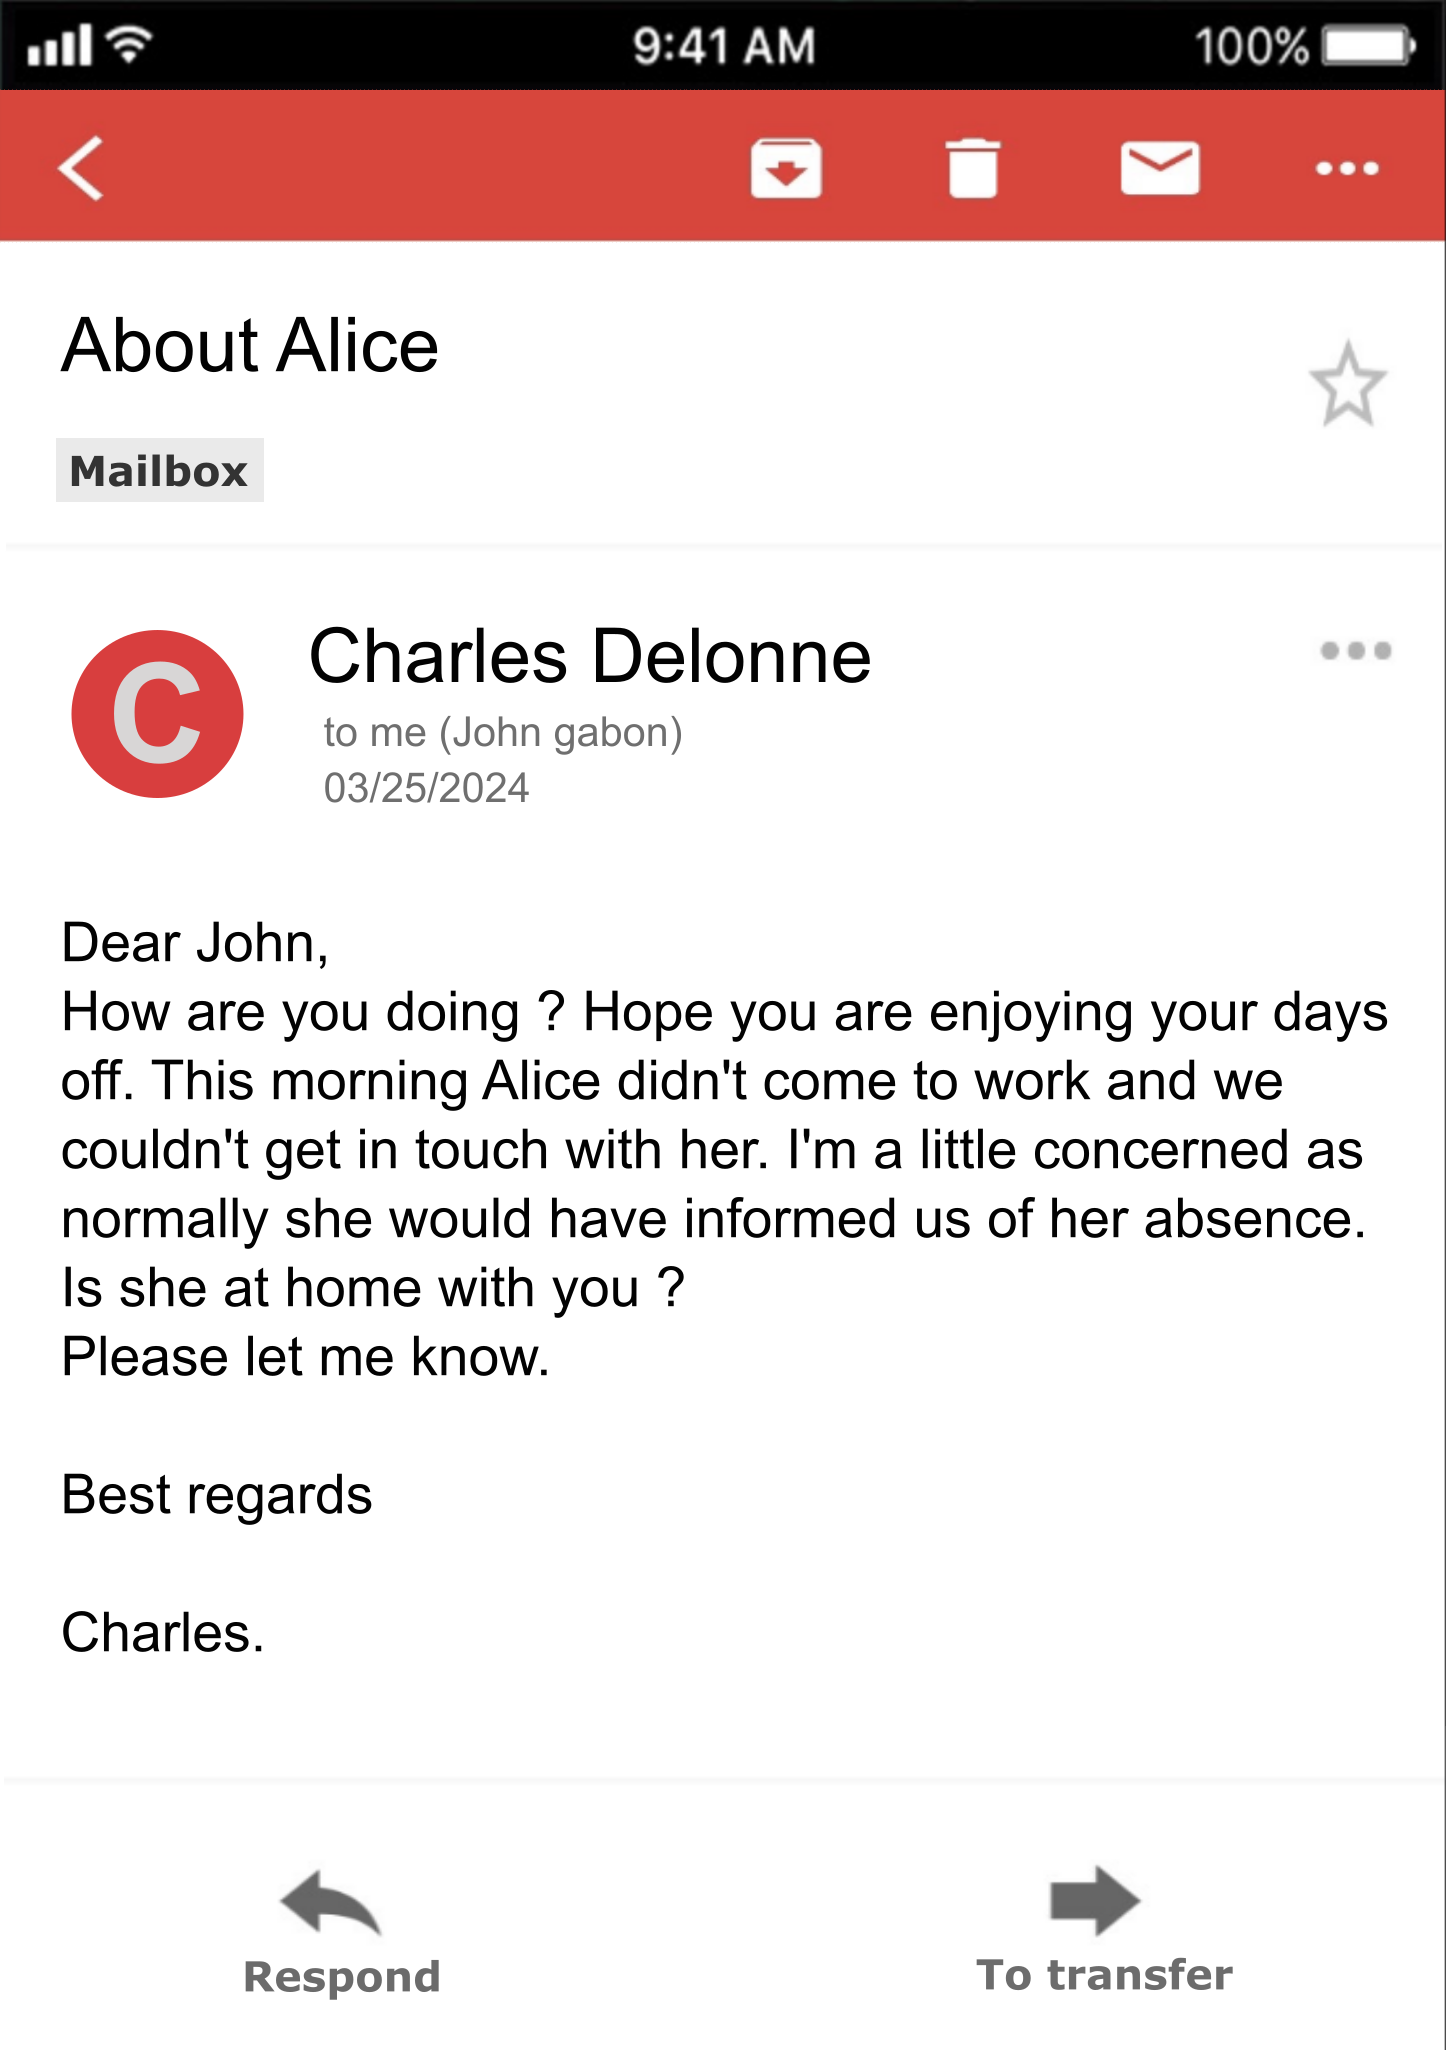 9:41 AM
100%
About Alice
Mailbox
C
Charles Delonne
to me (John gabon)
03/25/2024
Dear John,
How are you doing ? Hope you are enjoying your days
off. This morning Alice didn't come to work and we
couldn't get in touch with her. I'm a little concerned as
normally she would have informed us of her absence.
Is she at home with you ?
Please let me know.
Best regards
Charles.
Respond
To transfer